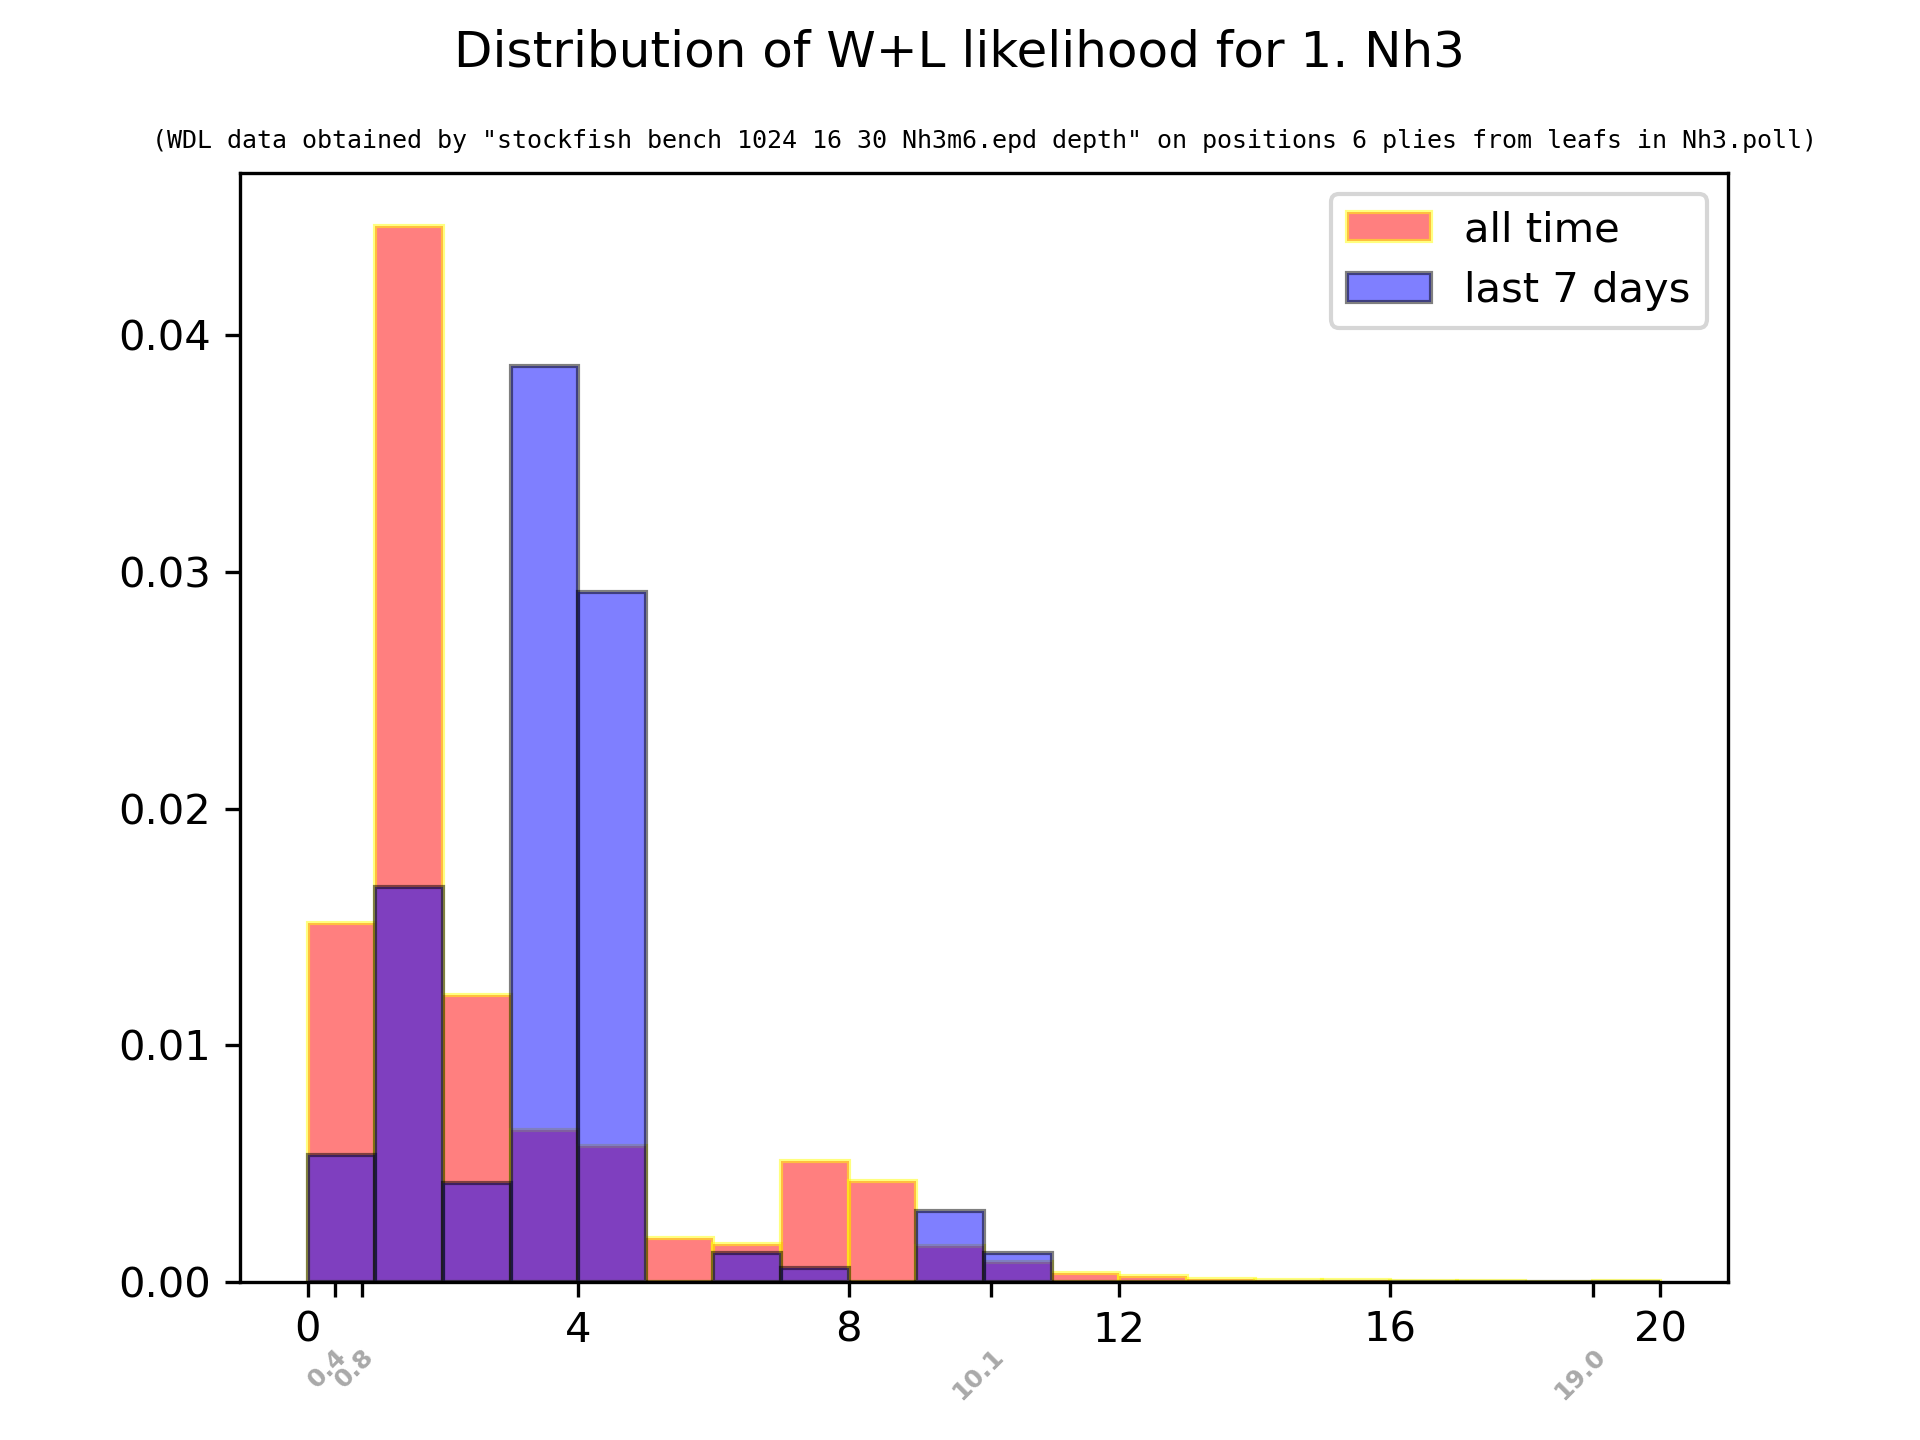 Distribution of W+L likelihood for 1. Nh3
(WDL data obtained by "stockfish bench 1024 16 30 Nh3m6.epd depth" on positions 6 plies from leafs in Nh3.poll)
all time
last 7 days
0.04
0.03
0.02
0.01
0.00
0 4 8 12 16 20
0.4 0.8 10.1 19.0